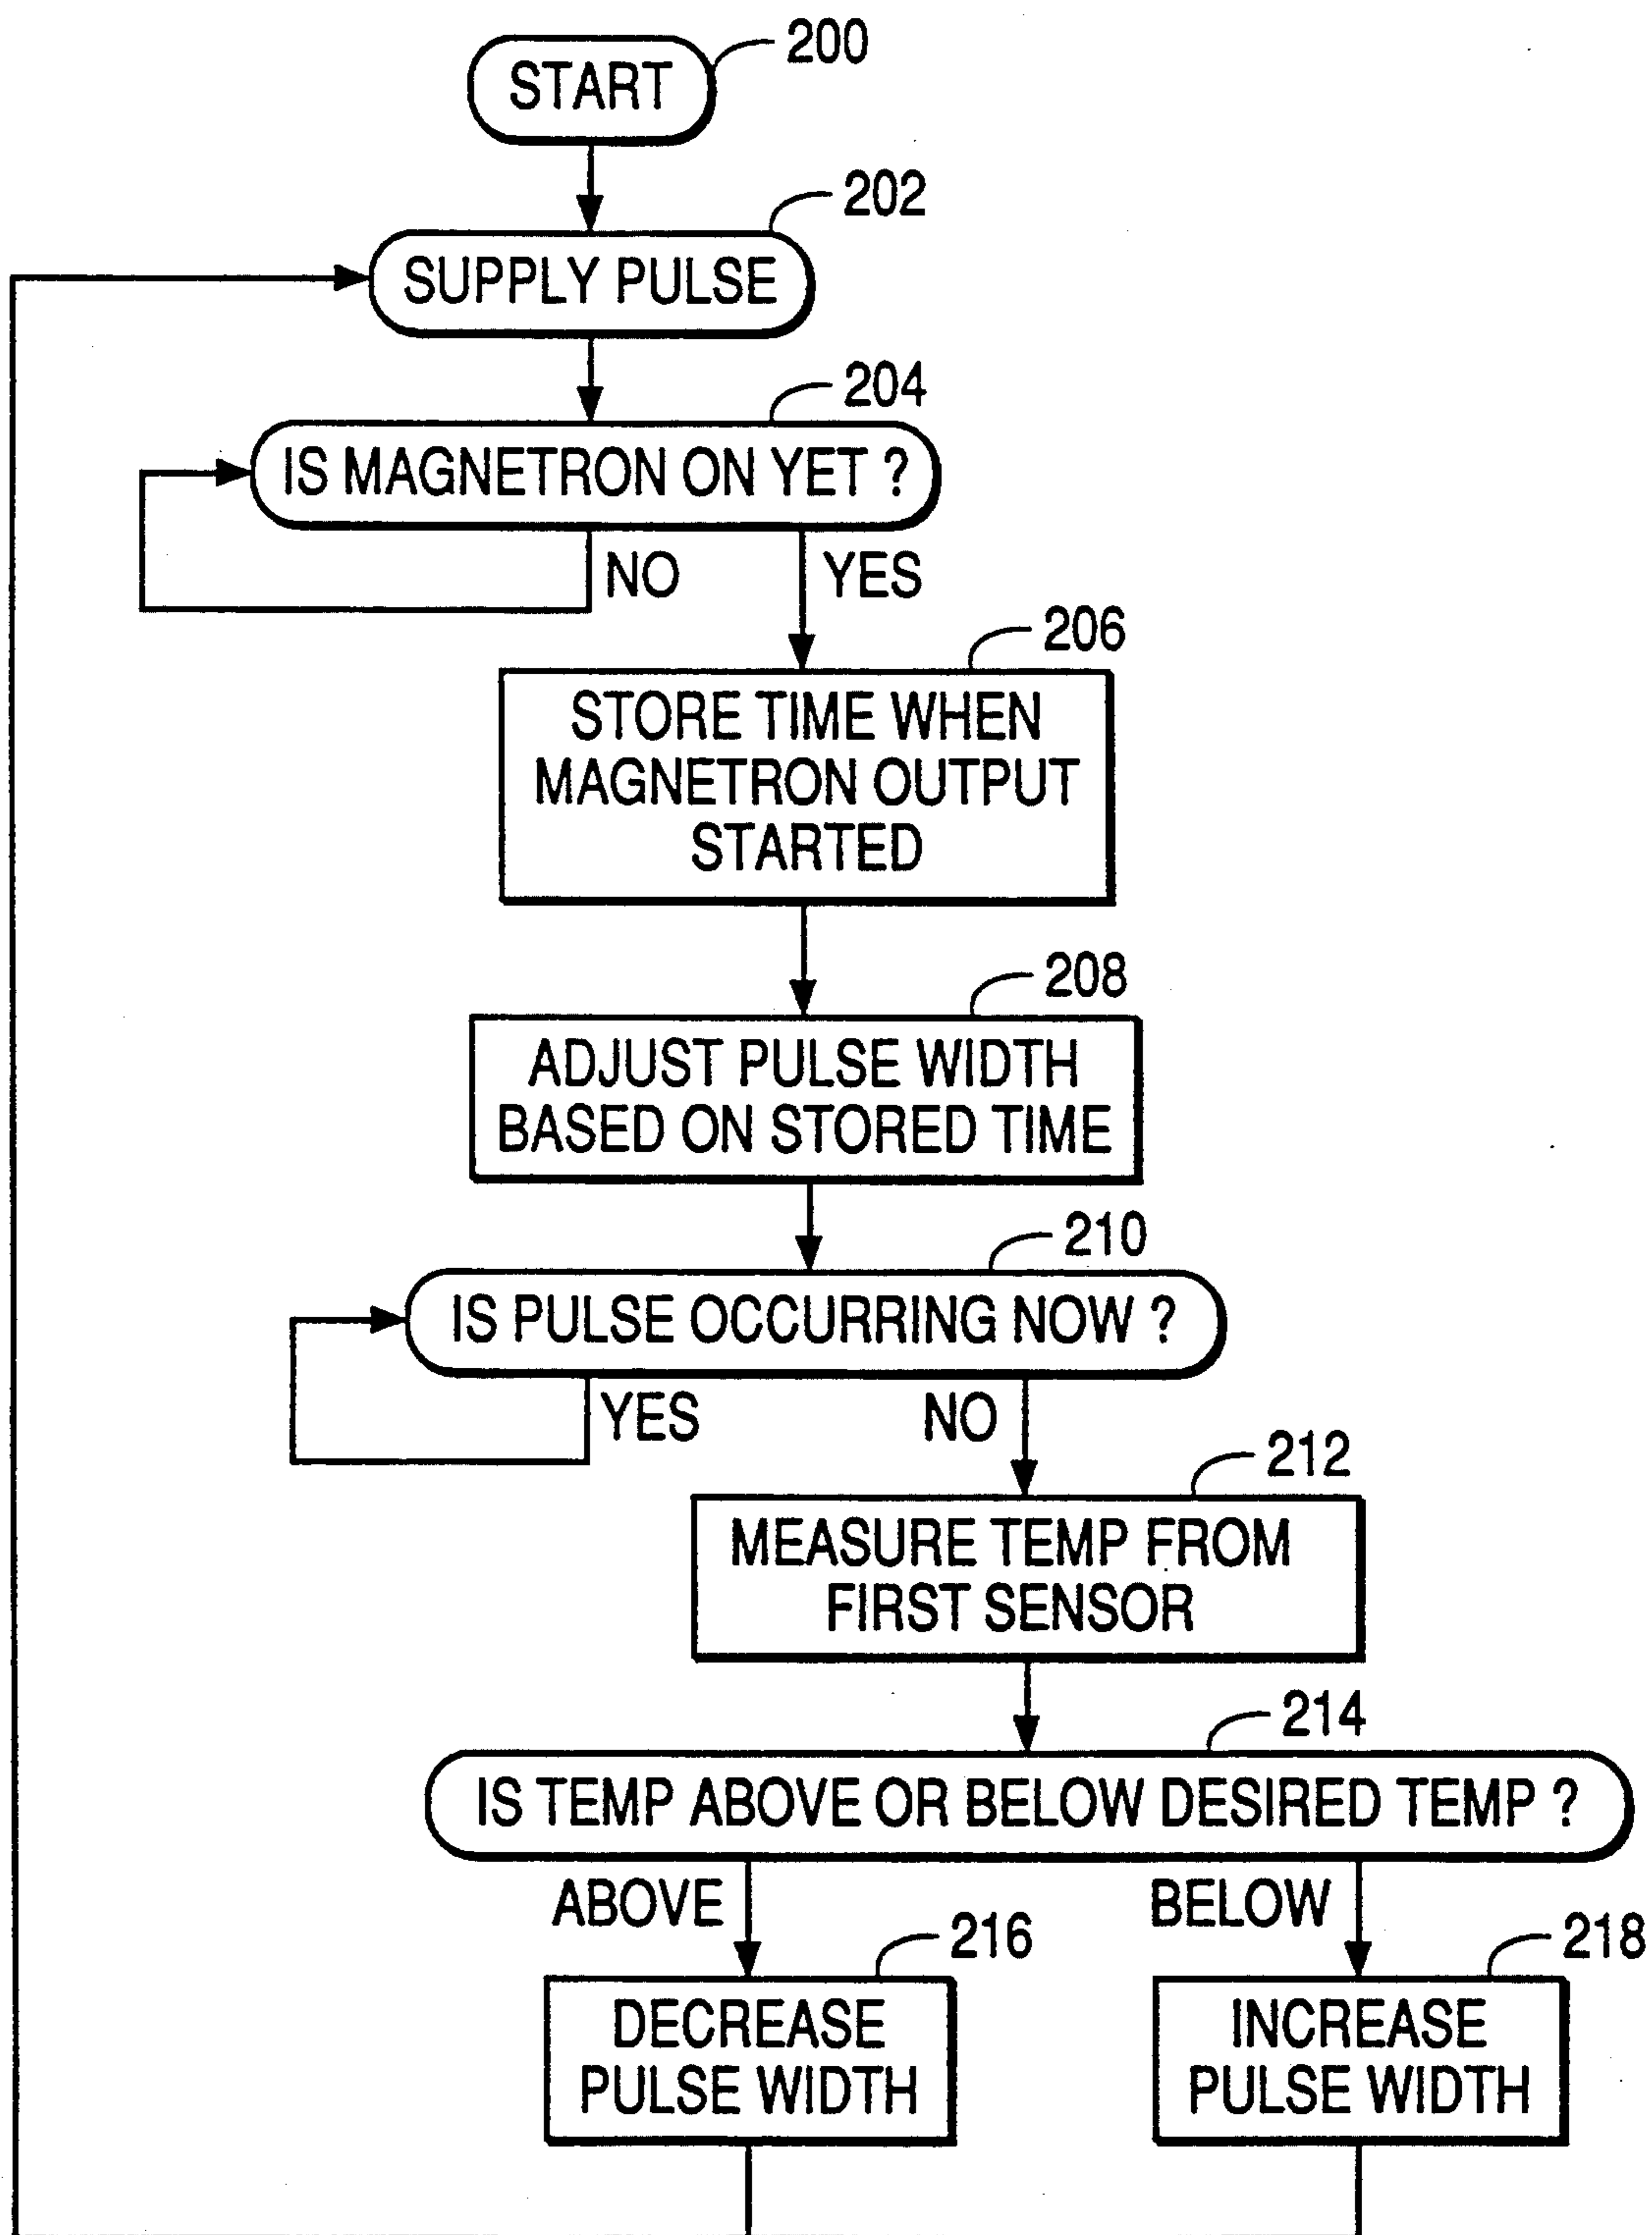 200
START
202
SUPPLY PULSE
204
IS MAGNETRON ON YET ?
NO
YES
206
STORE TIME WHEN
MAGNETRON OUTPUT
STARTED
208
ADJUST PULSE WIDTH
BASED ON STORED TIME
210
IS PULSE OCCURRING NOW ?
YES
NO
212
MEASURE TEMP FROM
FIRST SENSOR
214
IS TEMP ABOVE OR BELOW DESIRED TEMP ?
ABOVE
BELOW
216
DECREASE
PULSE WIDTH
218
INCREASE
PULSE WIDTH